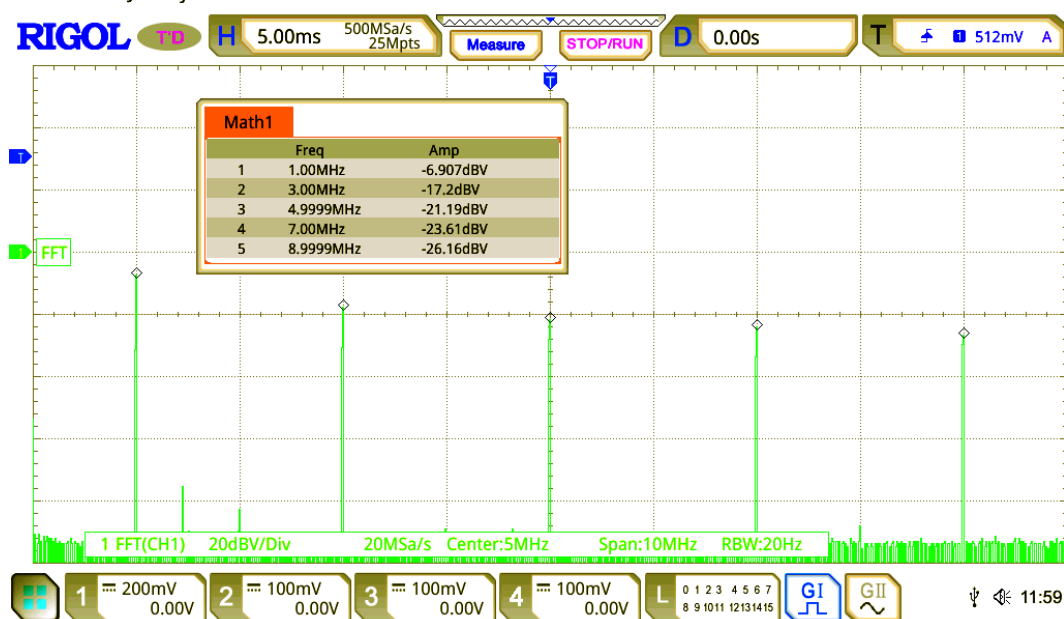 RIGOL T'D H 5.00ms 500MSa/s 25Mpts Measure STOP/RUN D 0.00s T 1 512mV A
T
T
Math1
Freq Amp
1 1.00MHz -6.907dBV
2 3.00MHz -17.2dBV
3 4.9999MHz -21.19dBV
4 7.00MHz -23.61dBV
5 8.9999MHz -26.16dBV
1 FFT
1 FFT(CH1) 20dBV/Div 20MSa/s Center:5MHz Span:10MHz RBW:20Hz
1 200mV 0.00V 2 100mV 0.00V 3 100mV 0.00V 4 100mV 0.00V L 0 1 2 3 4 5 6 7 8 9 10 11 12 13 14 15 GI GII 11:59